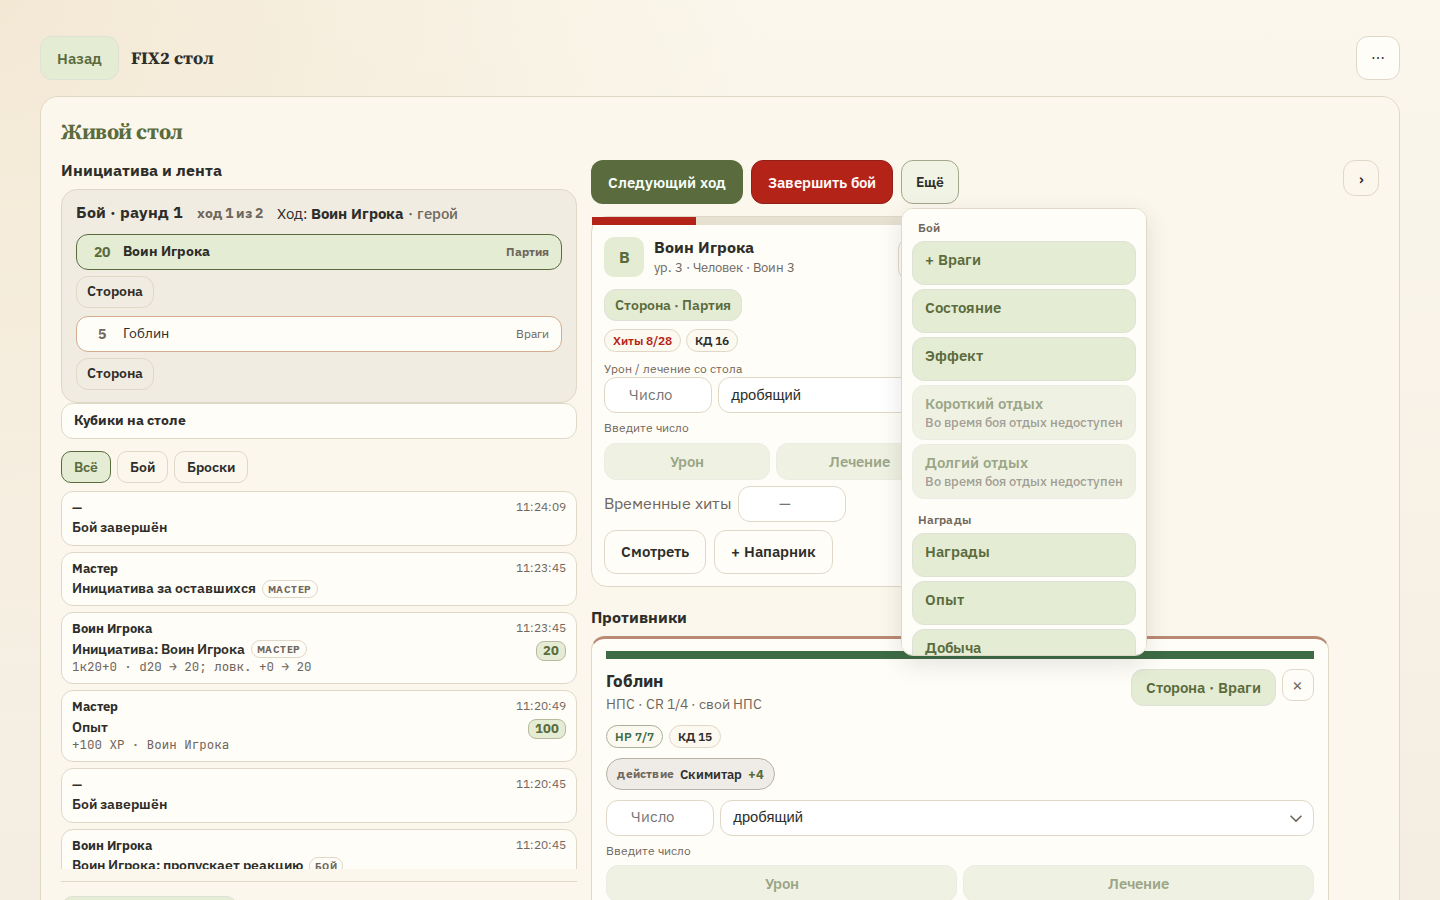 Назад
FIX2 стол
...
Живой стол
Инициатива и лента
Бой · раунд 1 ход 1 из 2 Ход: Воин Игрока · герой
20 Воин Игрока Партия
Сторона
5 Гоблин Враги
Сторона
Кубики на столе
Всё Бой Броски
— 11:24:09
Бой завершён
Мастер 11:23:45
Инициатива за оставшихся МАСТЕР
Воин Игрока 11:23:45
Инициатива: Воин Игрока МАСТЕР 20
1к20+0 · d20 → 20; ловк. +0 → 20
Мастер 11:20:49
Опыт 100
+100 XP · Воин Игрока
— 11:20:45
Бой завершён
Воин Игрока 11:20:45
Воин Игрока: пропускает реакцию БОЙ
Следующий ход Завершить бой Ещё ›
В Воин Игрока
ур. 3 · Человек · Воин 3
Сторона · Партия
Хиты 8/28 КД 16
Урон / лечение со стола
Число дробящий
Введите число
Урон Лечение
Временные хиты —
Смотреть + Напарник
Бой
+ Враги
Состояние
Эффект
Короткий отдых
Во время боя отдых недоступен
Долгий отдых
Во время боя отдых недоступен
Награды
Награды
Опыт
Добыча
Противники
Гоблин Сторона · Враги ×
НПС · CR 1/4 · свой НПС
HP 7/7 КД 15
действие Скимитар +4
Число дробящий
Введите число
Урон Лечение